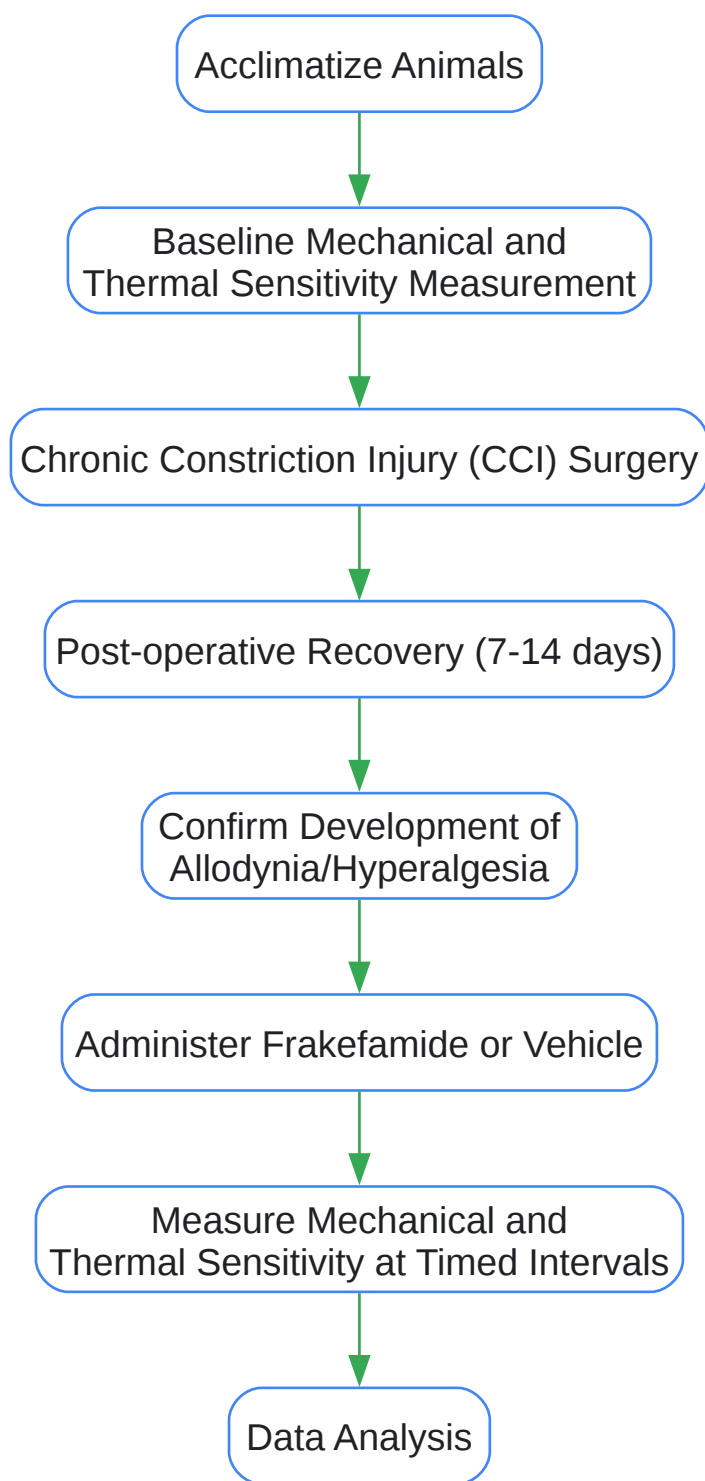 Acclimatize Animals
Baseline Mechanical and
Thermal Sensitivity Measurement
Chronic Constriction Injury (CCI) Surgery
Post-operative Recovery (7-14 days)
Confirm Development of
Allodynia/Hyperalgesia
Administer Frakefamide or Vehicle
Measure Mechanical and
Thermal Sensitivity at Timed Intervals
Data Analysis